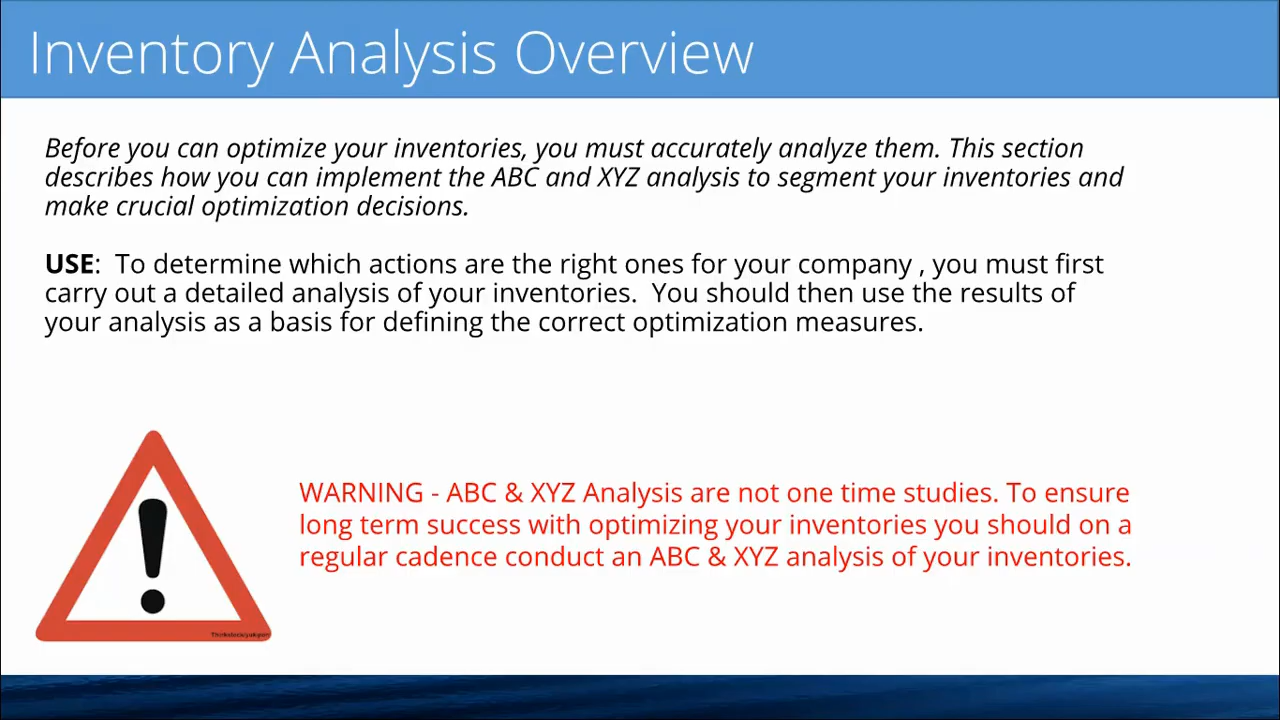 Inventory Analysis Overview
Before you can optimize your inventories, you must accurately analyze them. This section
describes how you can implement the ABC and XYZ analysis to segment your inventories and
make crucial optimization decisions.
USE:  To determine which actions are the right ones for your company , you must first
carry out a detailed analysis of your inventories.  You should then use the results of
your analysis as a basis for defining the correct optimization measures.
WARNING - ABC & XYZ Analysis are not one time studies. To ensure
long term success with optimizing your inventories you should on a
regular cadence conduct an ABC & XYZ analysis of your inventories.